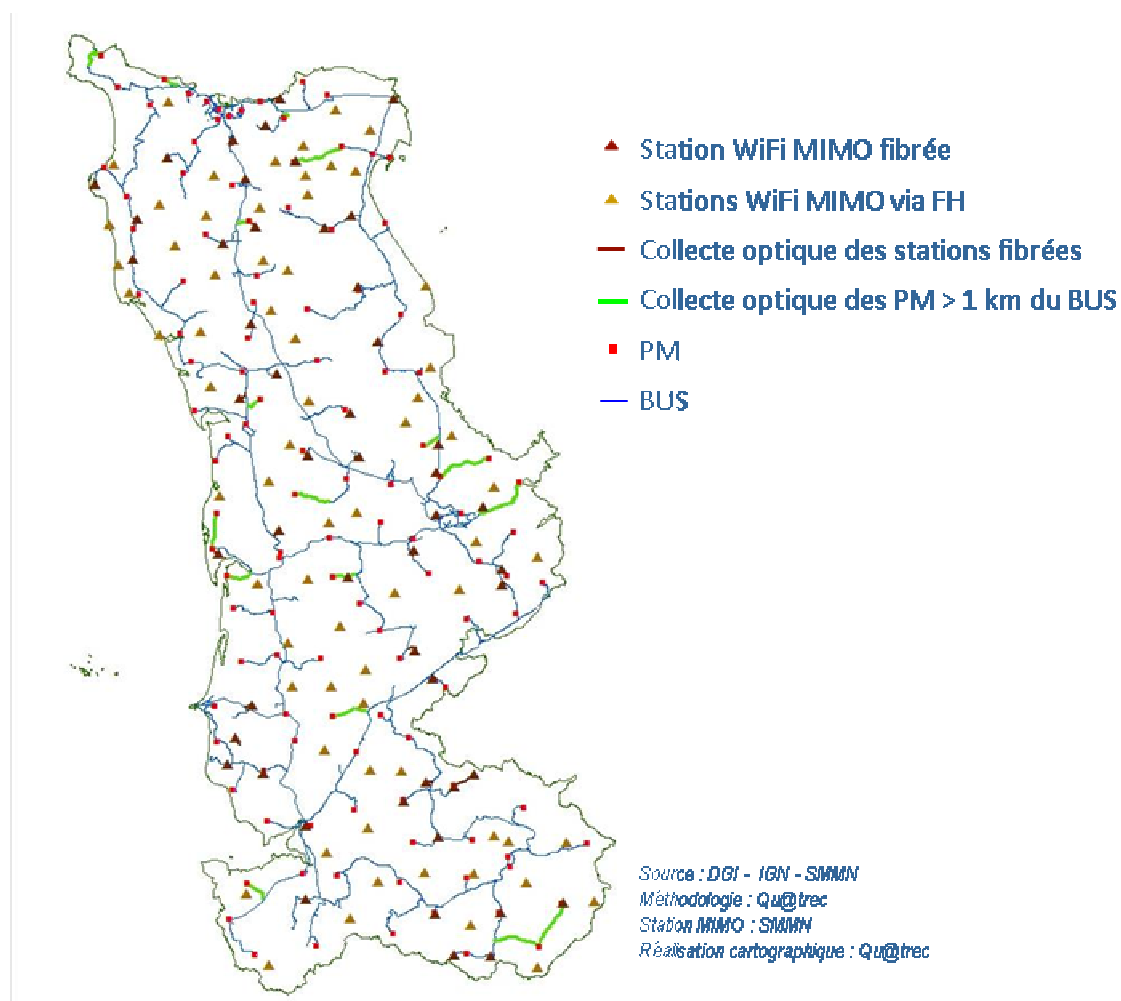 Station WiFi MIMO fibrée
Stations WiFi MIMO via FH
Collecte optique des stations fibrées
Collecte optique des PM > 1 km du BUS
PM
BUS
Source : DGI - IGN - SMMN
Méthodologie : Qu@trec
Station MIMO : SMMN
Réalisation cartographique : Qu@trec